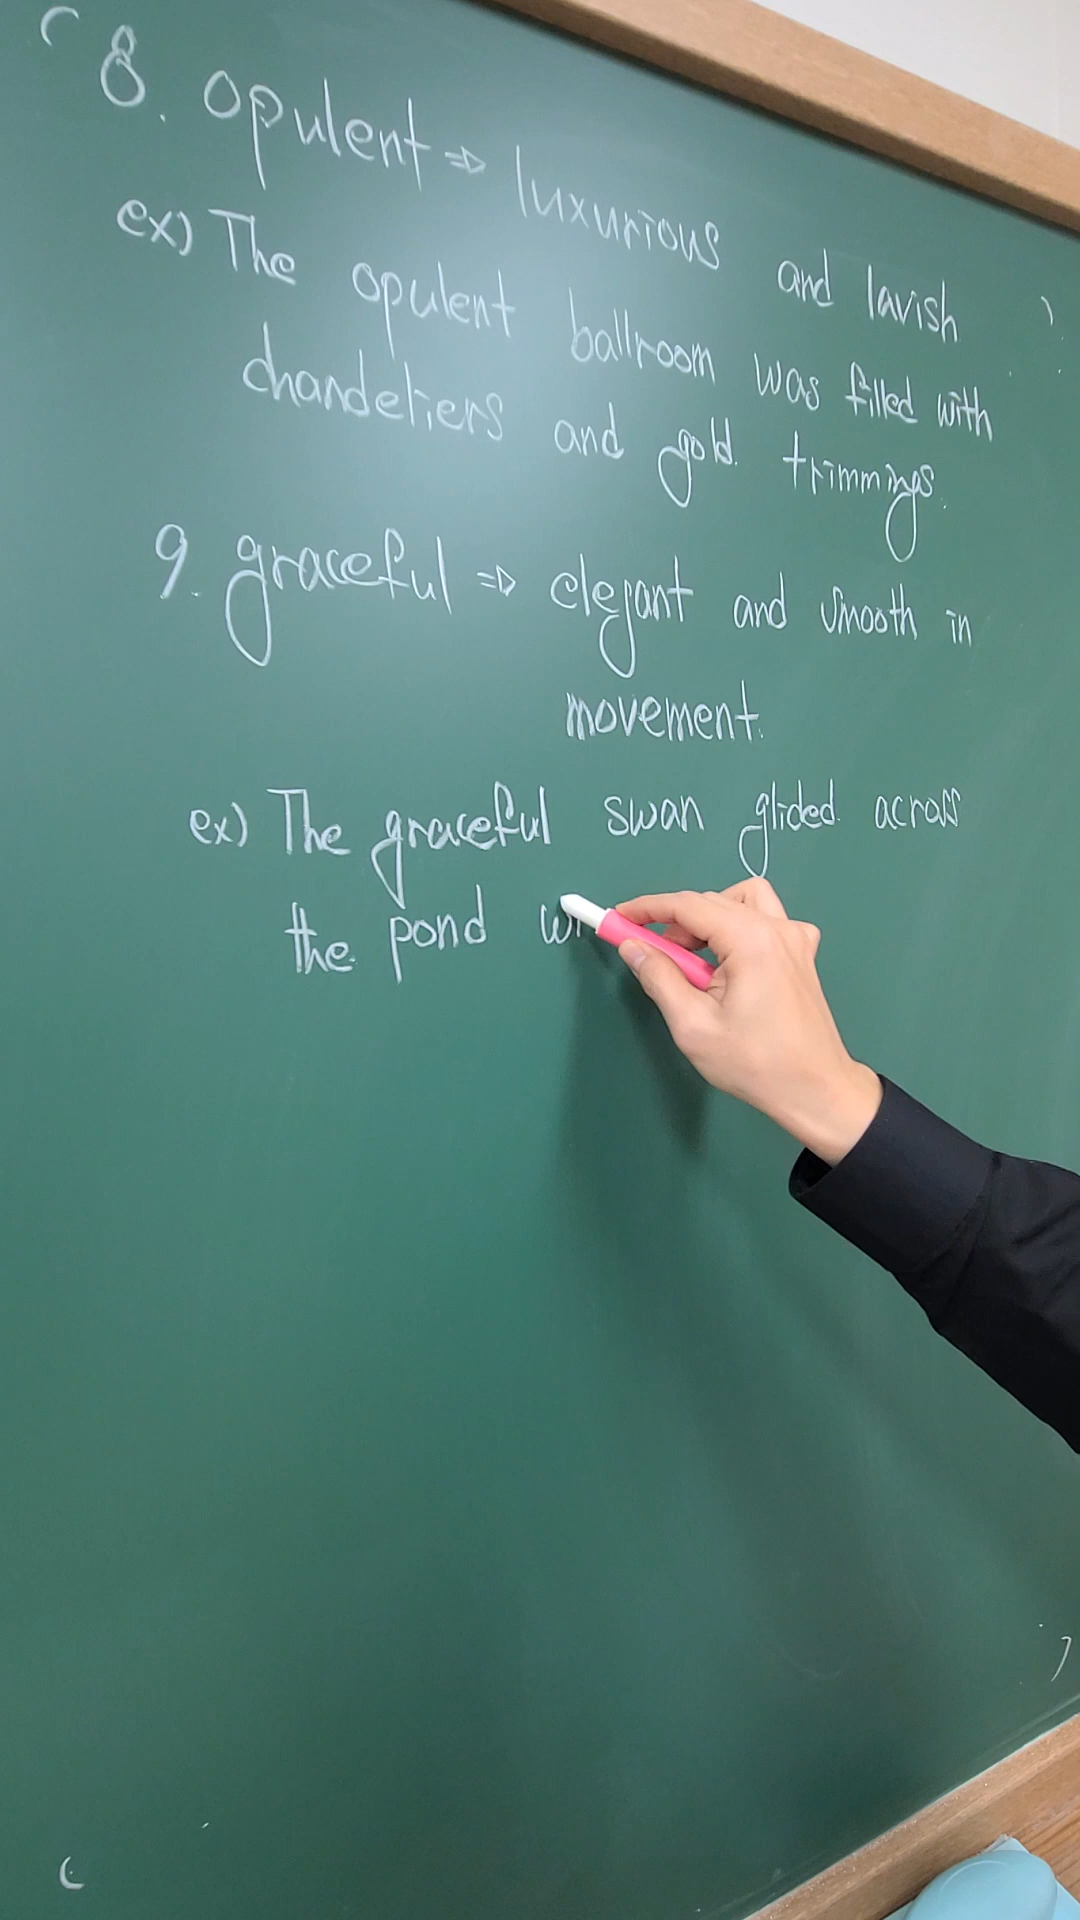 8. opulent ⇒ luxurious and lavish
ex) The opulent ballroom was filled with
chandeliers and gold trimmings.
9. graceful ⇒ elegant and smooth in
movement.
ex) The graceful swan glided across
the pond wi